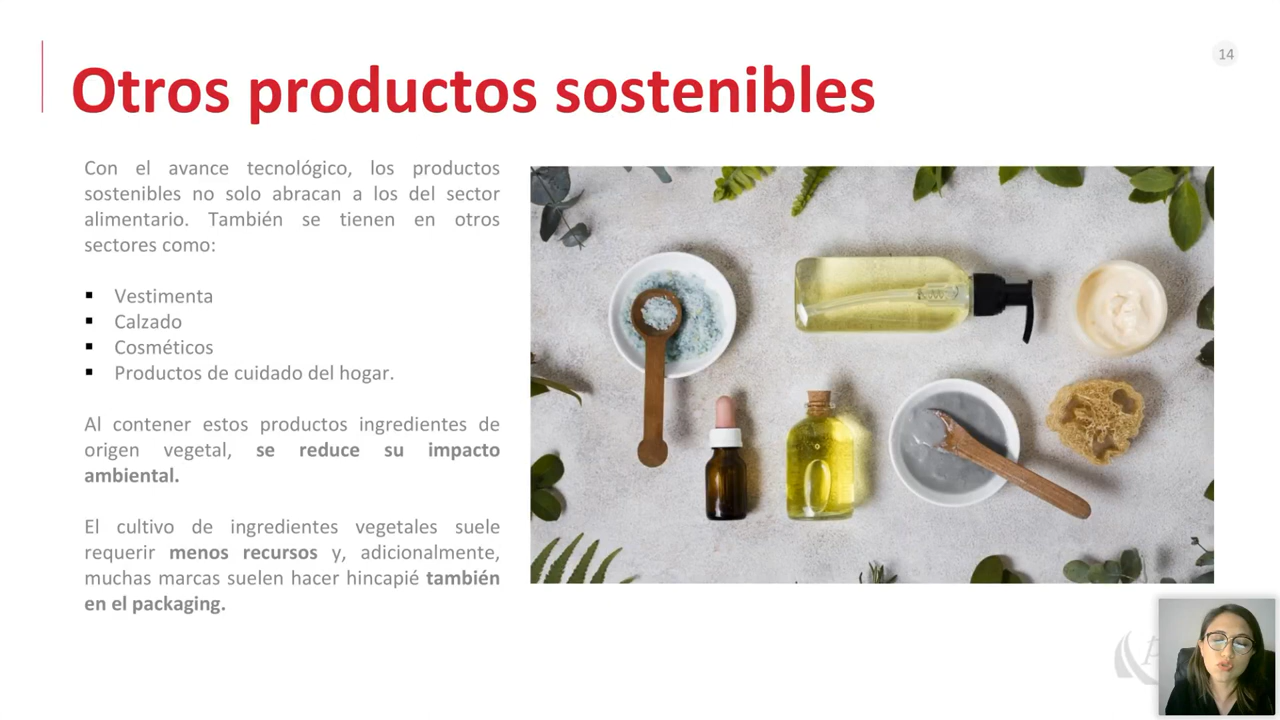 14
Otros productos sostenibles
Con el avance tecnológico, los productos
sostenibles no solo abracan a los del sector
alimentario. También se tienen en otros
sectores como:
▪ Vestimenta
▪ Calzado
▪ Cosméticos
▪ Productos de cuidado del hogar.
Al contener estos productos ingredientes de
origen vegetal, se reduce su impacto
ambiental.
El cultivo de ingredientes vegetales suele
requerir menos recursos y, adicionalmente,
muchas marcas suelen hacer hincapié también
en el packaging.